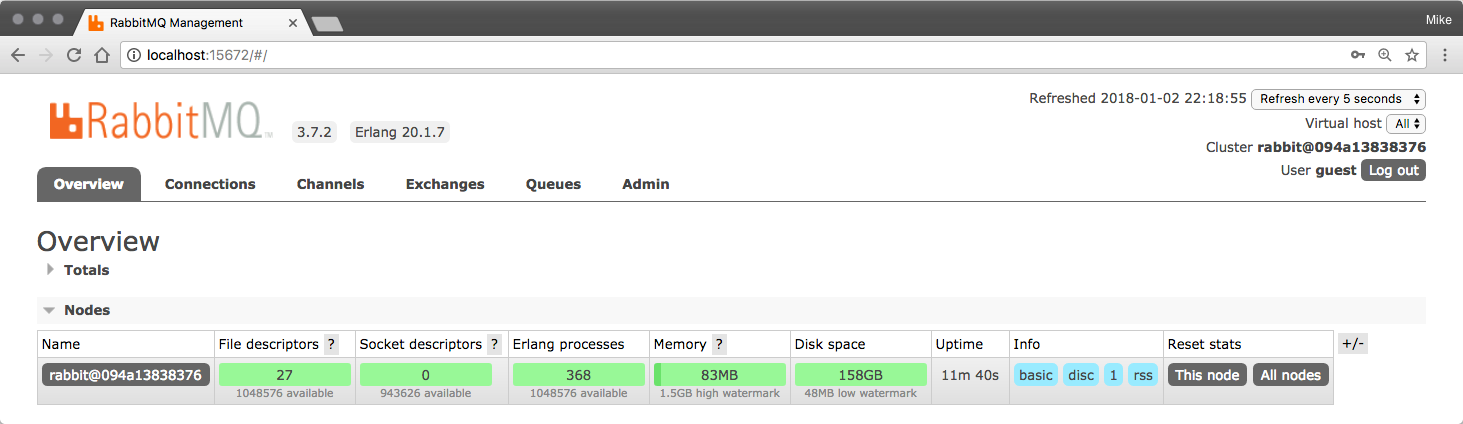 RabbitMQ Management
Mike
localhost:15672/#/
RabbitMQ TM 3.7.2 Erlang 20.1.7
Refreshed 2018-01-02 22:18:55 Refresh every 5 seconds
Virtual host All
Cluster rabbit@094a13838376
User guest Log out
Overview Connections Channels Exchanges Queues Admin
Overview
Totals
Nodes
Name File descriptors ? Socket descriptors ? Erlang processes Memory ? Disk space Uptime Info Reset stats +/-
rabbit@094a13838376 27 0 368 83MB 158GB 11m 40s basic disc 1 rss This node All nodes
1048576 available 943626 available 1048576 available 1.5GB high watermark 48MB low watermark